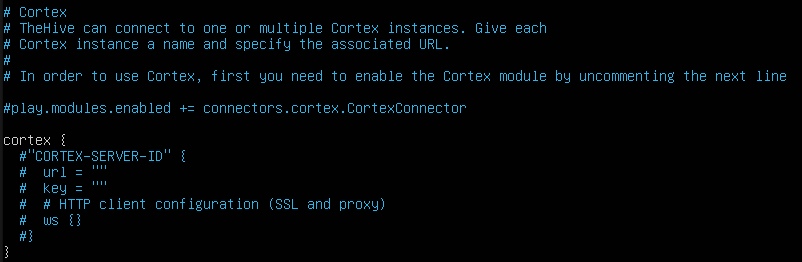 # Cortex
# TheHive can connect to one or multiple Cortex instances. Give each
# Cortex instance a name and specify the associated URL.
#
# In order to use Cortex, first you need to enable the Cortex module by uncommenting the next line
#play.modules.enabled += connectors.cortex.CortexConnector
cortex {
  #"CORTEX-SERVER-ID" {
  #  url = ""
  #  key = ""
  #  # HTTP client configuration (SSL and proxy)
  #  ws {}
  #}
}